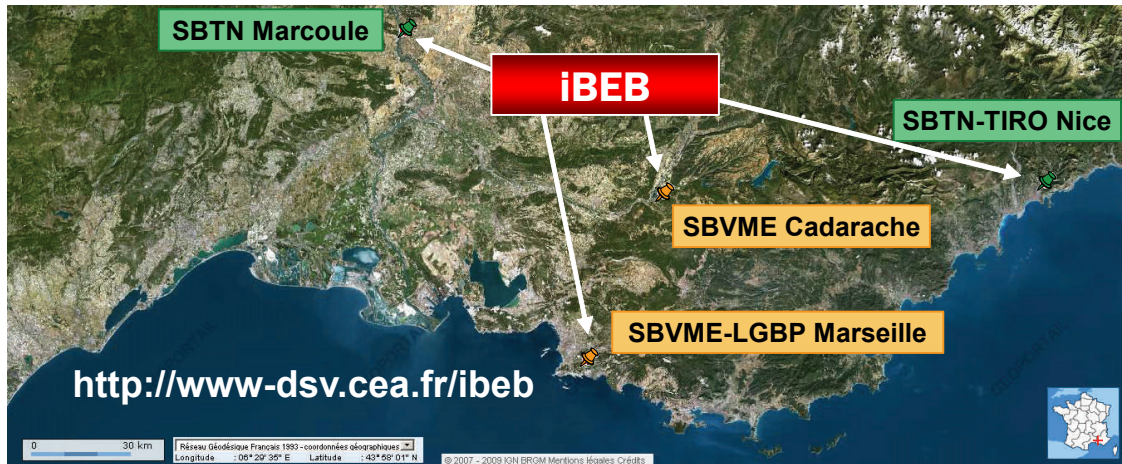 SBTN Marcoule
iBEB
SBTN-TIRO Nice
SBVME Cadarache
SBVME-LGBP Marseille
http://www-dsv.cea.fr/ibeb
0 30 km
Réseau Géodésique Français 1993 - coordonnées géographiques
Longitude : 06° 29' 35" E Latitude : 43° 58' 01" N
© 2007 - 2009 IGN BRGM Mentions légales Crédits